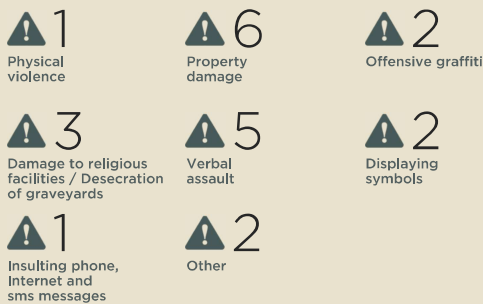 1
Physical
violence
6
Property
damage
2
Offensive graffiti
3
Damage to religious
facilities / Desecration
of graveyards
5
Verbal
assault
2
Displaying
symbols
1
Insulting phone,
Internet and
sms messages
2
Other